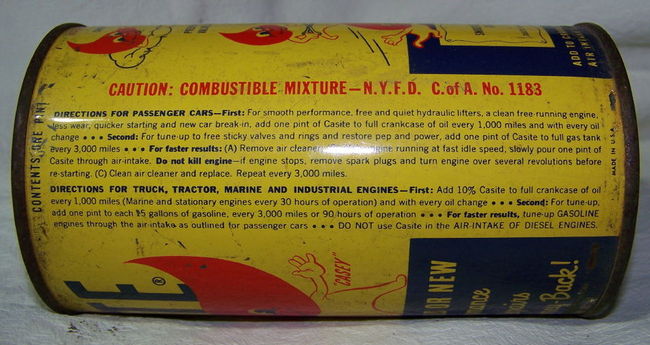 CAUTION: COMBUSTIBLE MIXTURE—N.Y.F.D. C. of A. No. 1183
DIRECTIONS FOR PASSENGER CARS—First: For smooth performance, free and quiet hydraulic lifters, a clean free-running engine,
less wear, quicker starting and new car break-in, add one pint of Casite to full crankcase of oil every 1,000 miles and with every oil
change • • • Second: For tune-up to free sticky valves and rings and restore pep and power, add one pint of Casite to full gas tank
every 3,000 miles • • • For faster results: (A) Remove air cleaner running at fast idle speed, slowly pour one pint of
Casite through air-intake. Do not kill engine—if engine stops, remove spark plugs and turn engine over several revolutions before
re-starting. (C) Clean air cleaner and replace. Repeat every 3,000 miles.
DIRECTIONS FOR TRUCK, TRACTOR, MARINE AND INDUSTRIAL ENGINES—First: Add 10% Casite to full crankcase of oil
every 1,000 miles (Marine and stationary engines every 30 hours of operation) and with every oil change • • • Second: For tune-up,
add one pint to each 15 gallons of gasoline, every 3,000 miles or 90 hours of operation • • • For faster results, tune-up GASOLINE
engines through the air-intake as outlined for passenger cars • • • DO NOT use Casite in the AIR-INTAKE OF DIESEL ENGINES.
CONTENTS ONE PINT
MADE IN U.S.A.
ADD TO
AIR IN
TE®
"CASEY"
OR NEW
Back!